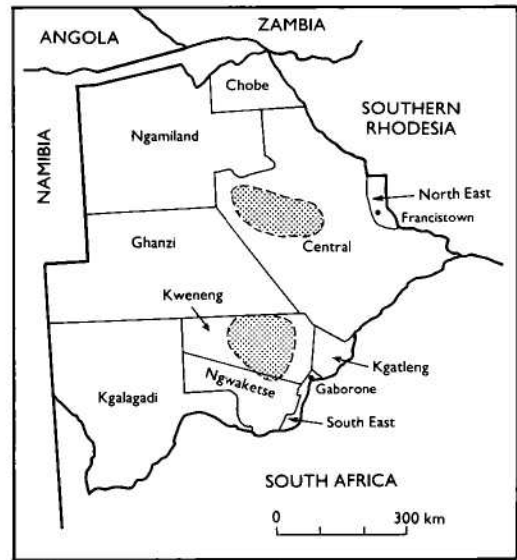 ANGOLA
ZAMBIA
Chobe
SOUTHERN
RHODESIA
Ngamiland
NAMIBIA
North East
Francistown
Central
Ghanzi
Kweneng
Kgatleng
Ngwaketse
Gaborone
Kgalagadi
South East
SOUTH AFRICA
0 300 km